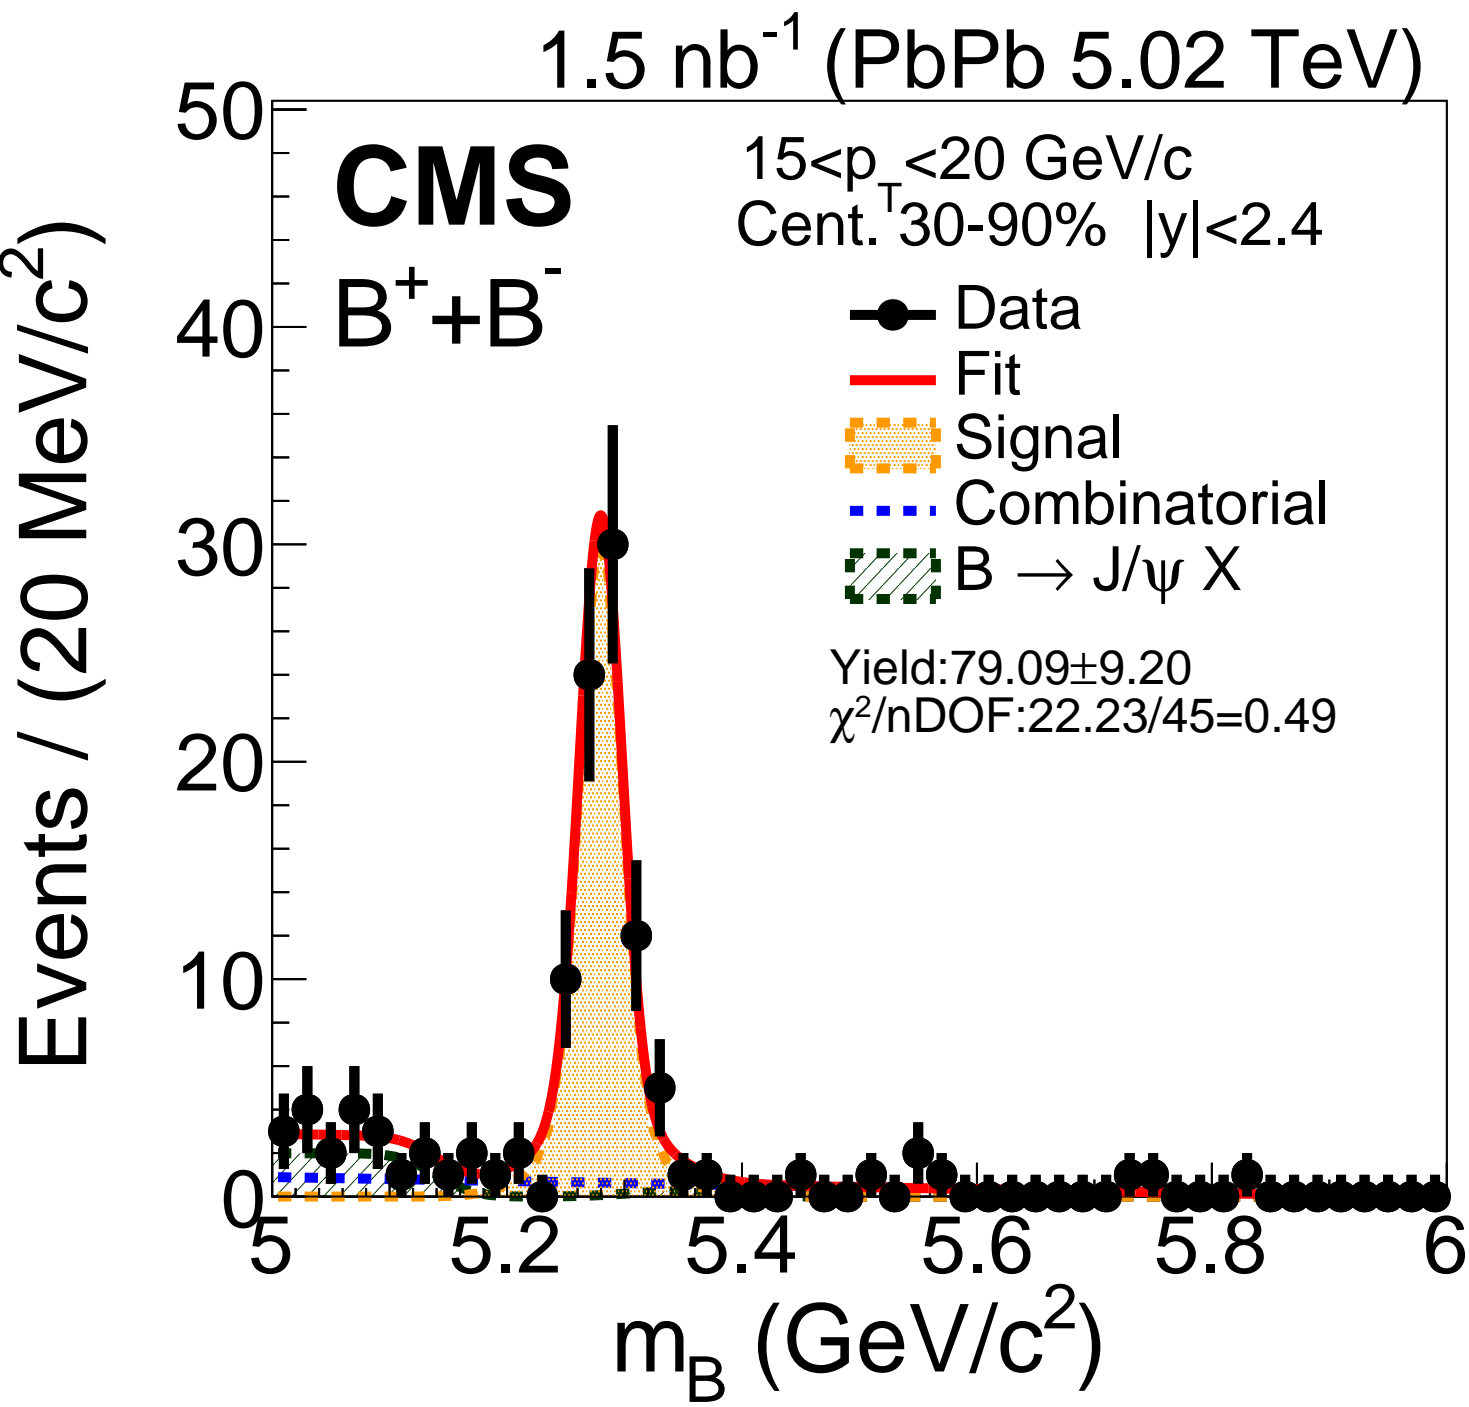 1.5 nb⁻¹ (PbPb 5.02 TeV)
CMS
B⁺+B⁻
15<p_T<20 GeV/c
Cent. 30-90% |y|<2.4
Data
Fit
Signal
Combinatorial
B → J/ψ X
Yield:79.09±9.20
χ²/nDOF:22.23/45=0.49
Events / (20 MeV/c²)
50
40
30
20
10
0
5 5.2 5.4 5.6 5.8 6
m_B (GeV/c²)